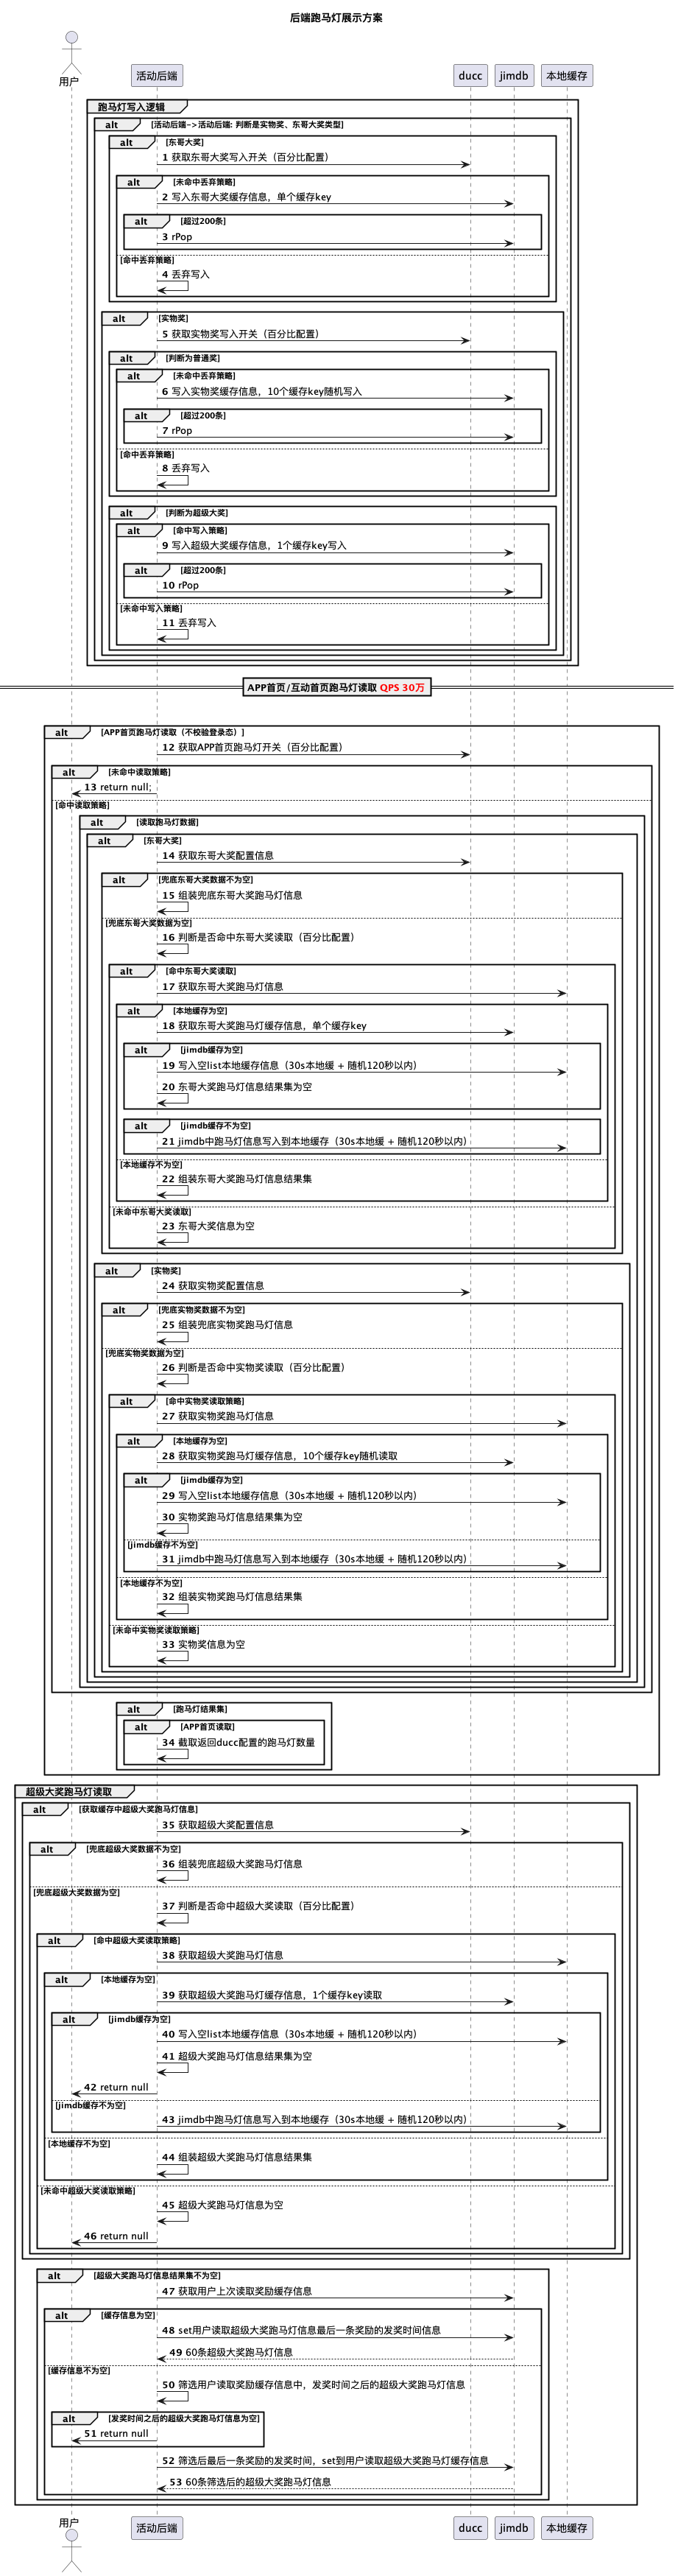 后端跑马灯展示方案
用户
活动后端
ducc
jimdb
本地缓存
跑马灯写入逻辑
alt [活动后端->活动后端: 判断是实物奖、东哥大奖类型]
alt [东哥大奖]
1 获取东哥大奖写入开关（百分比配置）
alt [未命中丢弃策略]
2 写入东哥大奖缓存信息，单个缓存key
alt [超过200条]
3 rPop
[命中丢弃策略]
4 丢弃写入
alt [实物奖]
5 获取实物奖写入开关（百分比配置）
alt [判断为普通奖]
alt [未命中丢弃策略]
6 写入实物奖缓存信息，10个缓存key随机写入
alt [超过200条]
7 rPop
[命中丢弃策略]
8 丢弃写入
alt [判断为超级大奖]
alt [命中写入策略]
9 写入超级大奖缓存信息，1个缓存key写入
alt [超过200条]
10 rPop
[未命中写入策略]
11 丢弃写入
APP首页/互动首页跑马灯读取 QPS 30万
alt [APP首页跑马灯读取（不校验登录态）]
12 获取APP首页跑马灯开关（百分比配置）
alt [未命中读取策略]
13 return null;
[命中读取策略]
alt [读取跑马灯数据]
alt [东哥大奖]
14 获取东哥大奖配置信息
alt [兜底东哥大奖数据不为空]
15 组装兜底东哥大奖跑马灯信息
[兜底东哥大奖数据为空]
16 判断是否命中东哥大奖读取（百分比配置）
alt [命中东哥大奖读取]
17 获取东哥大奖跑马灯信息
alt [本地缓存为空]
18 获取东哥大奖跑马灯缓存信息，单个缓存key
alt [jimdb缓存为空]
19 写入空list本地缓存信息（30s本地缓 + 随机120秒以内）
20 东哥大奖跑马灯信息结果集为空
alt [jimdb缓存不为空]
21 jimdb中跑马灯信息写入到本地缓存（30s本地缓 + 随机120秒以内）
[本地缓存不为空]
22 组装东哥大奖跑马灯信息结果集
[未命中东哥大奖读取]
23 东哥大奖信息为空
alt [实物奖]
24 获取实物奖配置信息
alt [兜底实物奖数据不为空]
25 组装兜底实物奖跑马灯信息
[兜底实物奖数据为空]
26 判断是否命中实物奖读取（百分比配置）
alt [命中实物奖读取策略]
27 获取实物奖跑马灯信息
alt [本地缓存为空]
28 获取实物奖跑马灯缓存信息，10个缓存key随机读取
alt [jimdb缓存为空]
29 写入空list本地缓存信息（30s本地缓 + 随机120秒以内）
30 实物奖跑马灯信息结果集为空
[jimdb缓存不为空]
31 jimdb中跑马灯信息写入到本地缓存（30s本地缓 + 随机120秒以内）
[本地缓存不为空]
32 组装实物奖跑马灯信息结果集
[未命中实物奖读取策略]
33 实物奖信息为空
alt [跑马灯结果集]
alt [APP首页读取]
34 截取返回ducc配置的跑马灯数量
超级大奖跑马灯读取
alt [获取缓存中超级大奖跑马灯信息]
35 获取超级大奖配置信息
alt [兜底超级大奖数据不为空]
36 组装兜底超级大奖跑马灯信息
[兜底超级大奖数据为空]
37 判断是否命中超级大奖读取（百分比配置）
alt [命中超级大奖读取策略]
38 获取超级大奖跑马灯信息
alt [本地缓存为空]
39 获取超级大奖跑马灯缓存信息，1个缓存key读取
alt [jimdb缓存为空]
40 写入空list本地缓存信息（30s本地缓 + 随机120秒以内）
41 超级大奖跑马灯信息结果集为空
42 return null
[jimdb缓存不为空]
43 jimdb中跑马灯信息写入到本地缓存（30s本地缓 + 随机120秒以内）
[本地缓存不为空]
44 组装超级大奖跑马灯信息结果集
[未命中超级大奖读取策略]
45 超级大奖跑马灯信息为空
46 return null
alt [超级大奖跑马灯信息结果集不为空]
47 获取用户上次读取奖励缓存信息
alt [缓存信息为空]
48 set用户读取超级大奖跑马灯信息最后一条奖励的发奖时间信息
49 60条超级大奖跑马灯信息
[缓存信息不为空]
50 筛选用户读取奖励缓存信息中，发奖时间之后的超级大奖跑马灯信息
alt [发奖时间之后的超级大奖跑马灯信息为空]
51 return null
52 筛选后最后一条奖励的发奖时间，set到用户读取超级大奖跑马灯缓存信息
53 60条筛选后的超级大奖跑马灯信息
用户
活动后端
ducc
jimdb
本地缓存